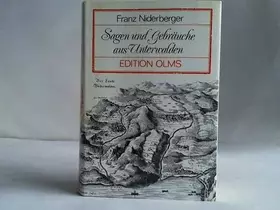 Franz Niderberger
Sagen und Gebräuche
aus Unterwalden
EDITION OLMS